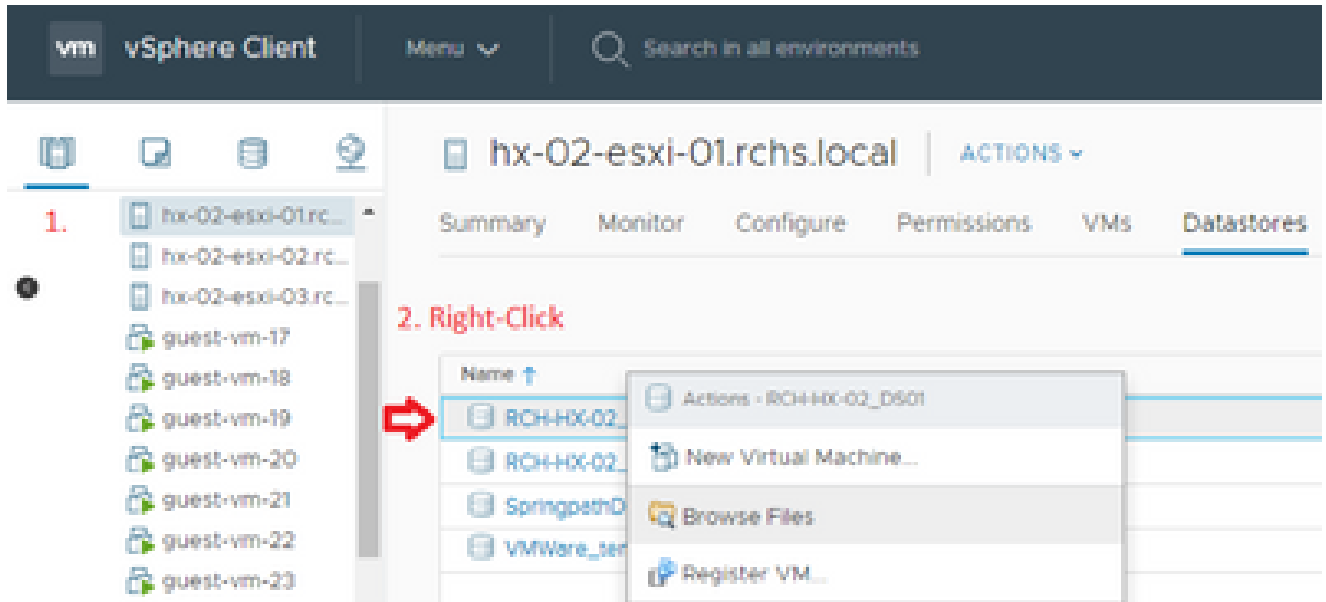 vm vSphere Client Menu Search in all environments
hx-02-esxi-01.rchs.local ACTIONS
1.
hx-02-esxi-01.rc...
hx-02-esxi-02.rc...
hx-02-esxi-03.rc...
guest-vm-17
guest-vm-18
guest-vm-19
guest-vm-20
guest-vm-21
guest-vm-22
guest-vm-23
Summary Monitor Configure Permissions VMs Datastores
2. Right-Click
Name
RCH-HX-02_
RCH-HX-02_
SpringpathD
VMWare_ter
Actions - RCH-HX-02_DS01
New Virtual Machine...
Browse Files
Register VM...